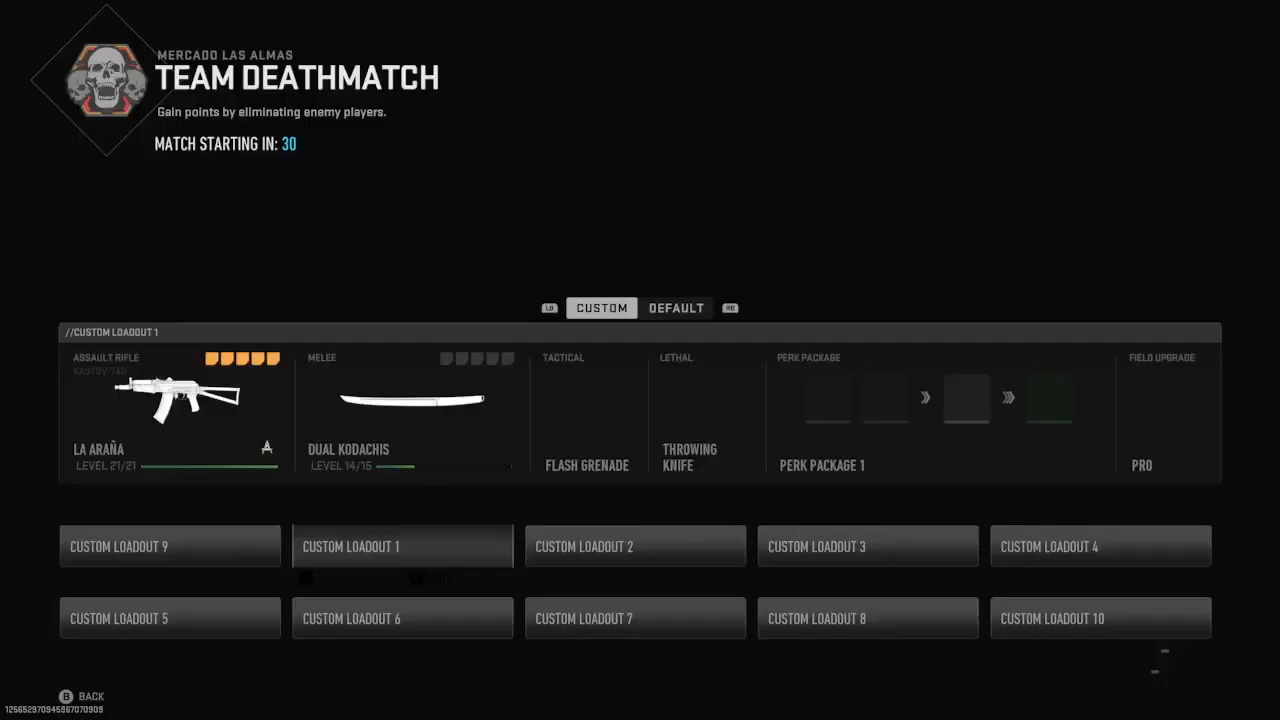 MERCADO LAS ALMAS
TEAM DEATHMATCH
Gain points by eliminating enemy players.
MATCH STARTING IN: 30
LB CUSTOM DEFAULT RB
//CUSTOM LOADOUT 1
ASSAULT RIFLE
MELEE
TACTICAL
LETHAL
PERK PACKAGE
FIELD UPGRADE
LA ARAÑA
LEVEL 21/21
DUAL KODACHIS
LEVEL 14/15
FLASH GRENADE
THROWING
KNIFE
PERK PACKAGE 1
PRO
CUSTOM LOADOUT 9
CUSTOM LOADOUT 1
CUSTOM LOADOUT 2
CUSTOM LOADOUT 3
CUSTOM LOADOUT 4
CUSTOM LOADOUT 5
CUSTOM LOADOUT 6
CUSTOM LOADOUT 7
CUSTOM LOADOUT 8
CUSTOM LOADOUT 10
B BACK